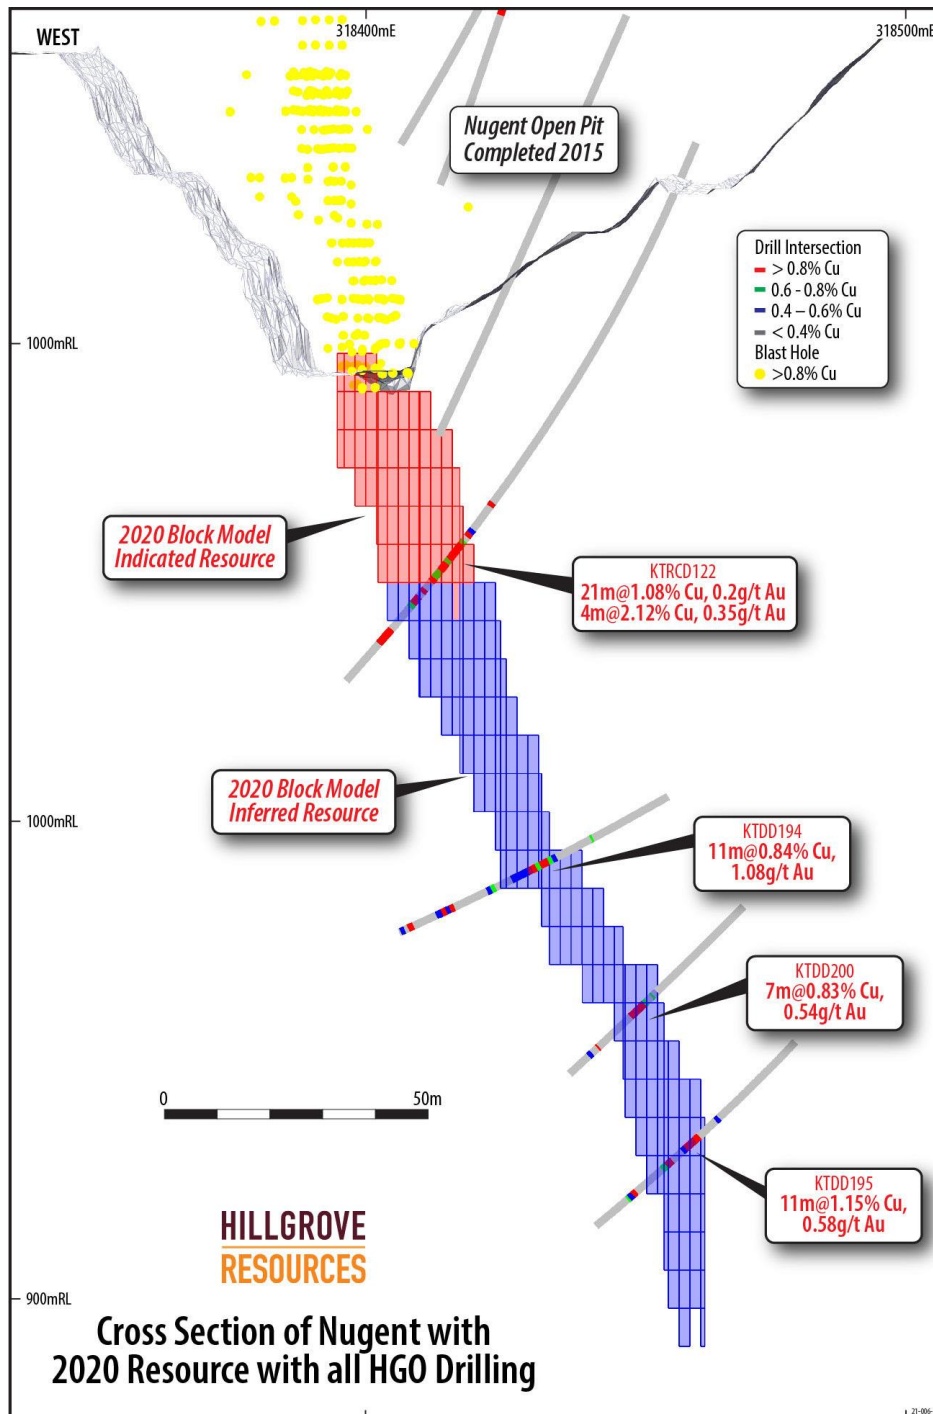 WEST
318400mE
318500mE
Nugent Open Pit
Completed 2015
Drill Intersection
> 0.8% Cu
0.6 - 0.8% Cu
0.4 – 0.6% Cu
< 0.4% Cu
Blast Hole
>0.8% Cu
1000mRL
2020 Block Model
Indicated Resource
KTRCD122
21m@1.08% Cu, 0.2g/t Au
4m@2.12% Cu, 0.35g/t Au
2020 Block Model
Inferred Resource
1000mRL
KTDD194
11m@0.84% Cu,
1.08g/t Au
KTDD200
7m@0.83% Cu,
0.54g/t Au
0
50m
KTDD195
11m@1.15% Cu,
0.58g/t Au
HILLGROVE
RESOURCES
900mRL
Cross Section of Nugent with
2020 Resource with all HGO Drilling
21-006-